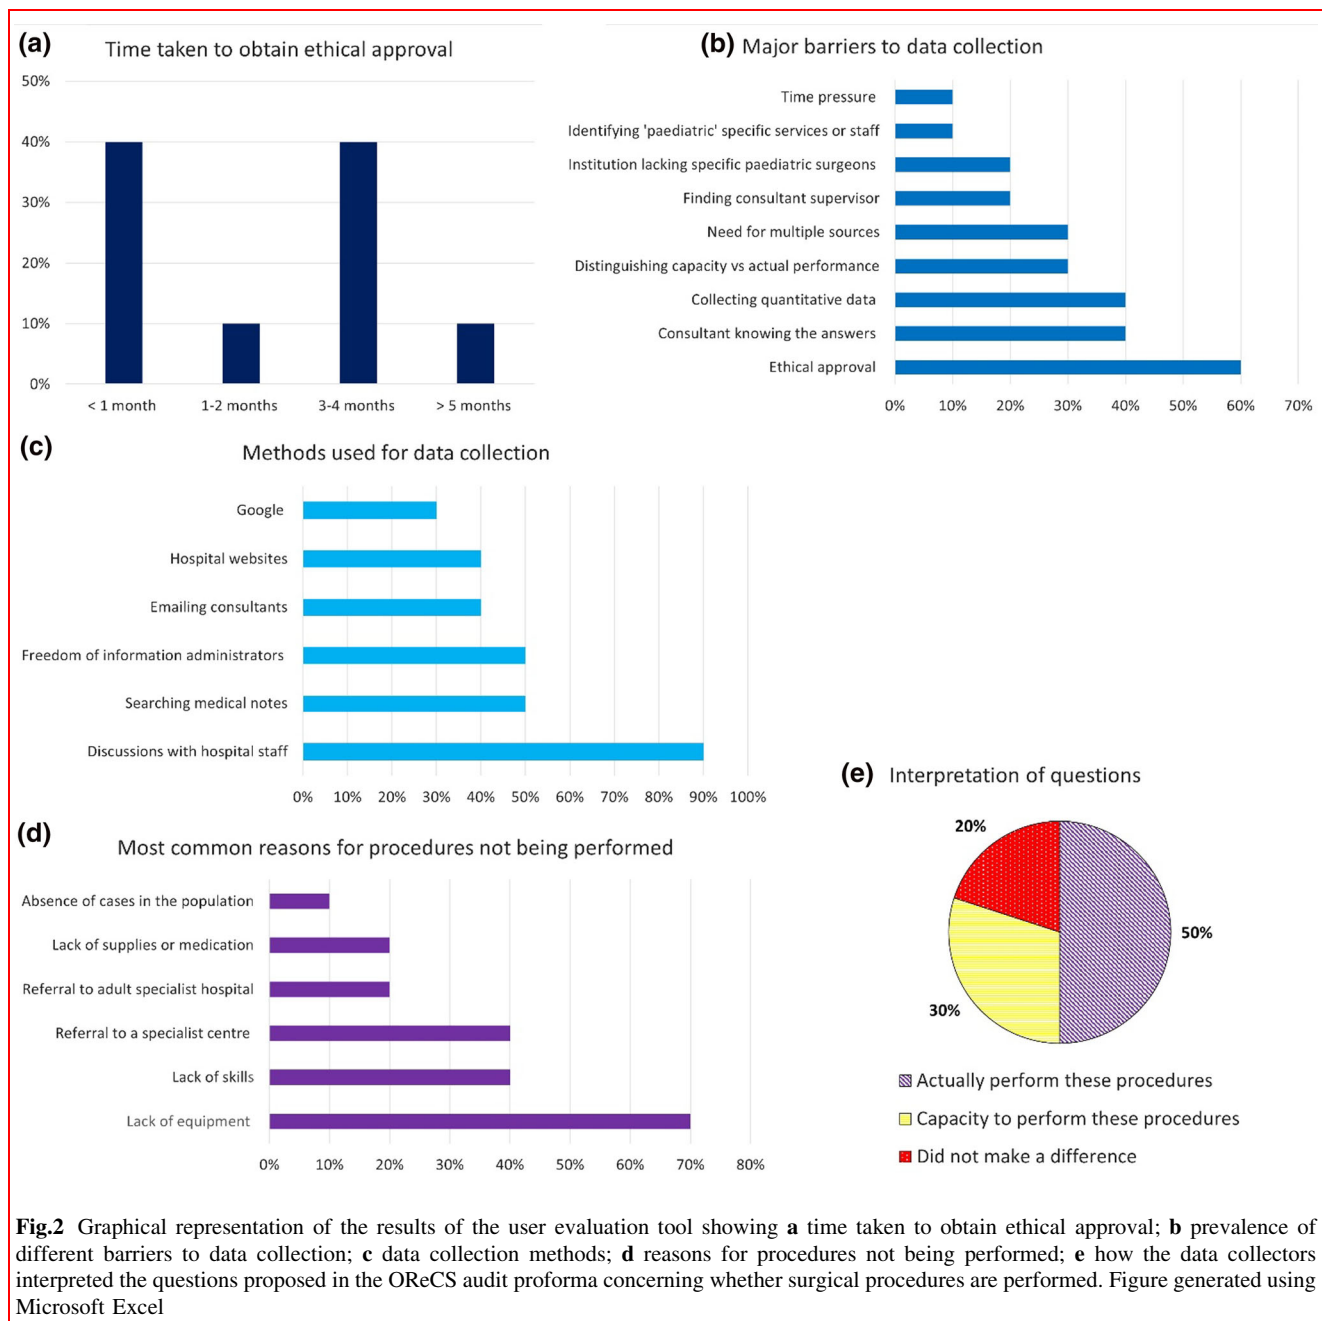 (a) Time taken to obtain ethical approval
50%
40%
30%
20%
10%
0%
< 1 month 1-2 months 3-4 months > 5 months
(b) Major barriers to data collection
Time pressure
Identifying 'paediatric' specific services or staff
Institution lacking specific paediatric surgeons
Finding consultant supervisor
Need for multiple sources
Distinguishing capacity vs actual performance
Collecting quantitative data
Consultant knowing the answers
Ethical approval
0% 10% 20% 30% 40% 50% 60% 70%
(c) Methods used for data collection
Google
Hospital websites
Emailing consultants
Freedom of information administrators
Searching medical notes
Discussions with hospital staff
0% 10% 20% 30% 40% 50% 60% 70% 80% 90% 100%
(d) Most common reasons for procedures not being performed
Absence of cases in the population
Lack of supplies or medication
Referral to adult specialist hospital
Referral to a specialist centre
Lack of skills
Lack of equipment
0% 10% 20% 30% 40% 50% 60% 70% 80%
(e) Interpretation of questions
20%
50%
30%
Actually perform these procedures
Capacity to perform these procedures
Did not make a difference
Fig.2 Graphical representation of the results of the user evaluation tool showing a time taken to obtain ethical approval; b prevalence of
different barriers to data collection; c data collection methods; d reasons for procedures not being performed; e how the data collectors
interpreted the questions proposed in the OReCS audit proforma concerning whether surgical procedures are performed. Figure generated using
Microsoft Excel